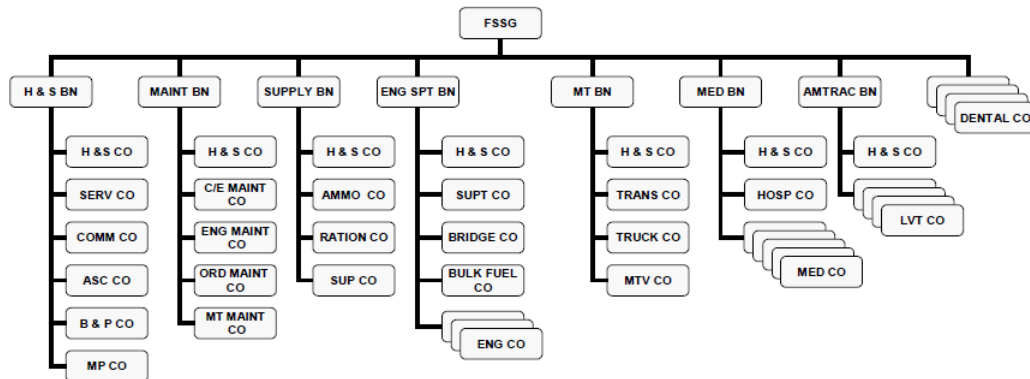 FSSG
H & S BN
MAINT BN
SUPPLY BN
ENG SPT BN
MT BN
MED BN
AMTRAC BN
DENTAL CO
H &S CO
SERV CO
COMM CO
ASC CO
B & P CO
MP CO
H &S CO
C/E MAINT
CO
ENG MAINT
CO
ORD MAINT
CO
MT MAINT
CO
H &S CO
AMMO CO
RATION CO
SUP CO
H &S CO
SUPT CO
BRIDGE CO
BULK FUEL
CO
ENG CO
H &S CO
TRANS CO
TRUCK CO
MTV CO
H &S CO
HOSP CO
MED CO
H &S CO
LVT CO